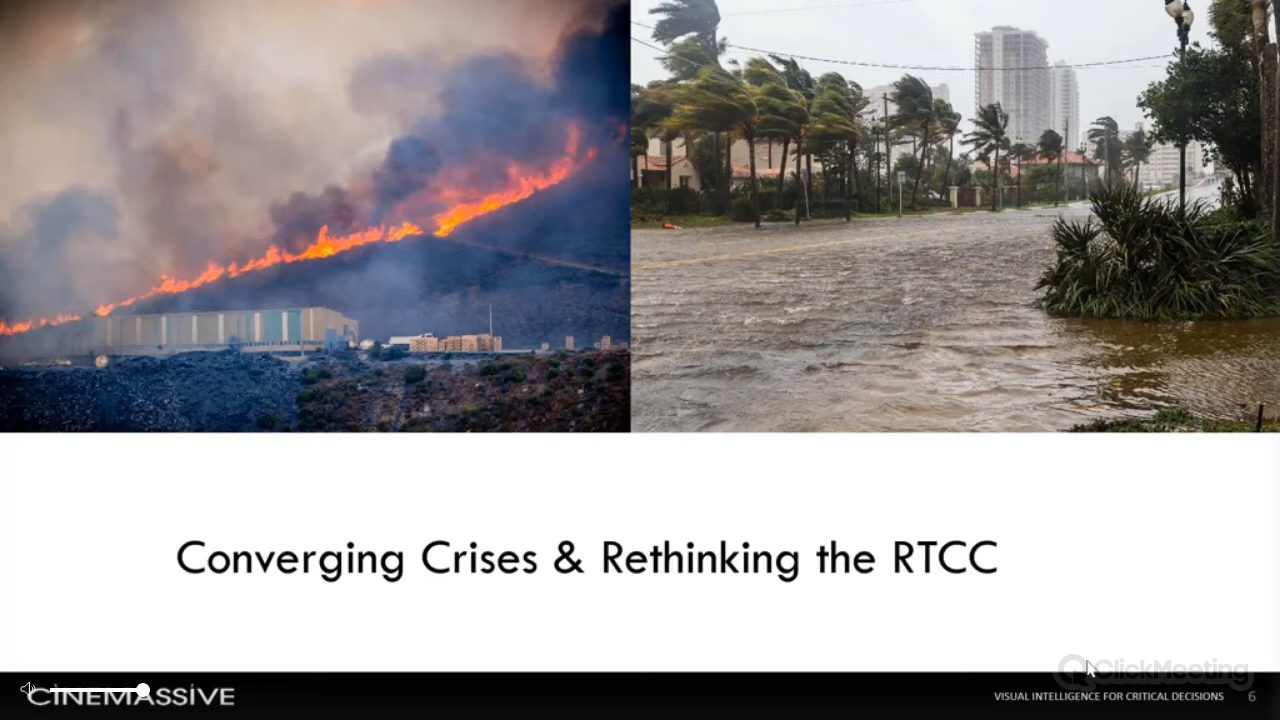 Converging Crises & Rethinking the RTCC
ClickMeeting
CINEMASSIVE
VISUAL INTELLIGENCE FOR CRITICAL DECISIONS
6